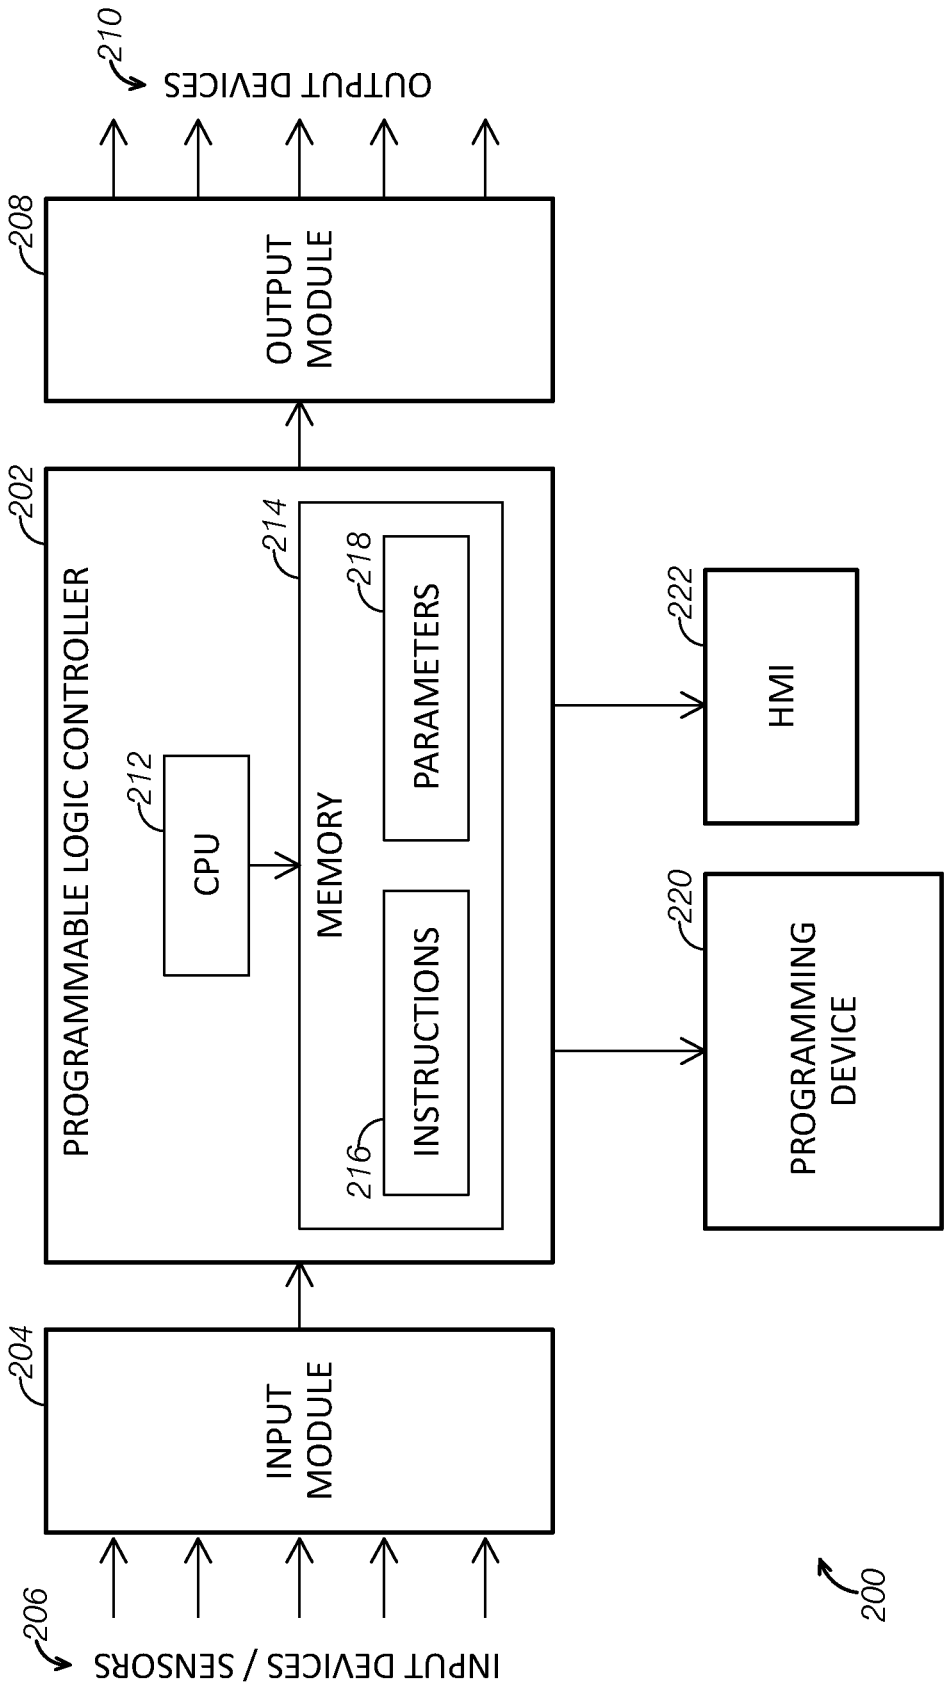 206
INPUT DEVICES / SENSORS
204
INPUT
MODULE
202
PROGRAMMABLE LOGIC CONTROLLER
212
CPU
214
MEMORY
216
INSTRUCTIONS
218
PARAMETERS
208
OUTPUT
MODULE
210
OUTPUT DEVICES
220
PROGRAMMING
DEVICE
222
HMI
200